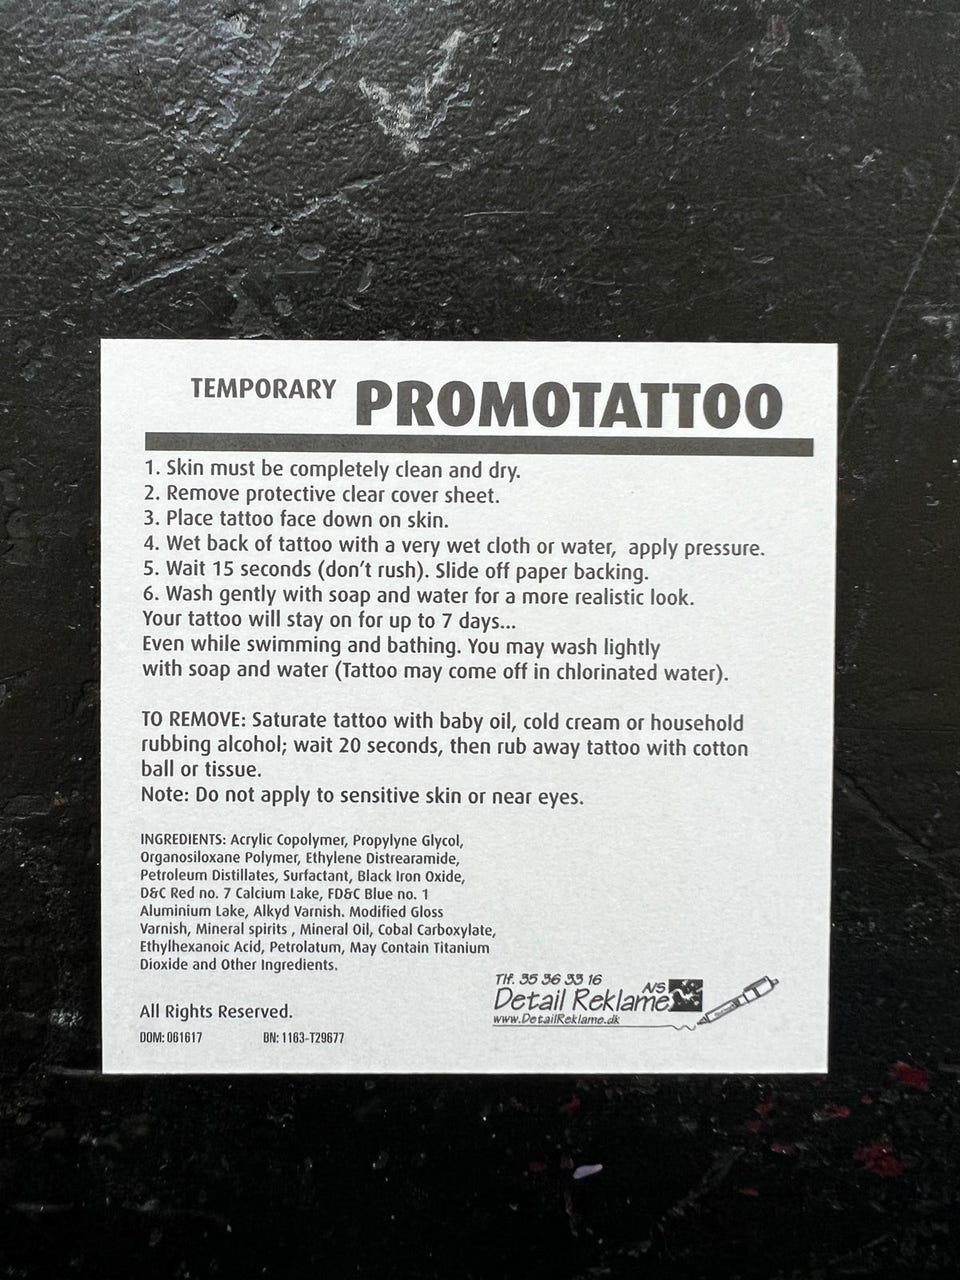 TEMPORARY PROMOTATTOO
1. Skin must be completely clean and dry.
2. Remove protective clear cover sheet.
3. Place tattoo face down on skin.
4. Wet back of tattoo with a very wet cloth or water,  apply pressure.
5. Wait 15 seconds (don't rush). Slide off paper backing.
6. Wash gently with soap and water for a more realistic look.
Your tattoo will stay on for up to 7 days...
Even while swimming and bathing. You may wash lightly
with soap and water (Tattoo may come off in chlorinated water).
TO REMOVE: Saturate tattoo with baby oil, cold cream or household
rubbing alcohol; wait 20 seconds, then rub away tattoo with cotton
ball or tissue.
Note: Do not apply to sensitive skin or near eyes.
INGREDIENTS: Acrylic Copolymer, Propylyne Glycol,
Organosiloxane Polymer, Ethylene Distrearamide,
Petroleum Distillates, Surfactant, Black Iron Oxide,
D&C Red no. 7 Calcium Lake, FD&C Blue no. 1
Aluminium Lake, Alkyd Varnish. Modified Gloss
Varnish, Mineral spirits , Mineral Oil, Cobal Carboxylate,
Ethylhexanoic Acid, Petrolatum, May Contain Titanium
Dioxide and Other Ingredients.
All Rights Reserved.
DOM: 061617 BN: 1163-T29677
Tlf. 35 36 33 16
Detail Reklame A/S
www.DetailReklame.dk